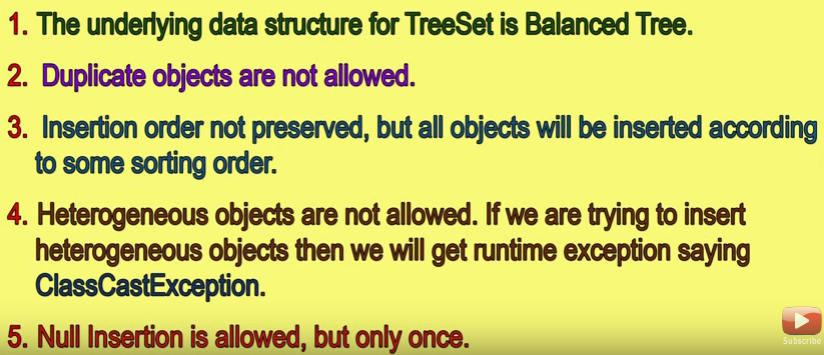 1. The underlying data structure for TreeSet is Balanced Tree.
2. Duplicate objects are not allowed.
3. Insertion order not preserved, but all objects will be inserted according
to some sorting order.
4. Heterogeneous objects are not allowed. If we are trying to insert
heterogeneous objects then we will get runtime exception saying
ClassCastException.
5. Null Insertion is allowed, but only once.
Subscribe